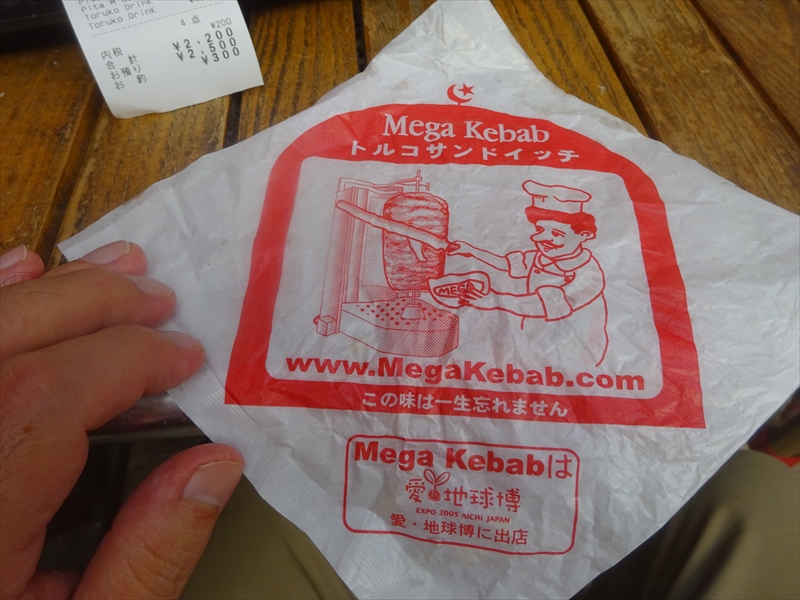 Pita
Toruko Drink
Toruko Drink
4 点 ¥200
内税
合 計 ¥2,200
お預り ¥2,500
お 釣 ¥300
Mega Kebab
トルコサンドイッチ
MEGA
www.MegaKebab.com
この味は一生忘れません
Mega Kebabは
愛・地球博
EXPO 2005 AICHI JAPAN
愛・地球博に出店